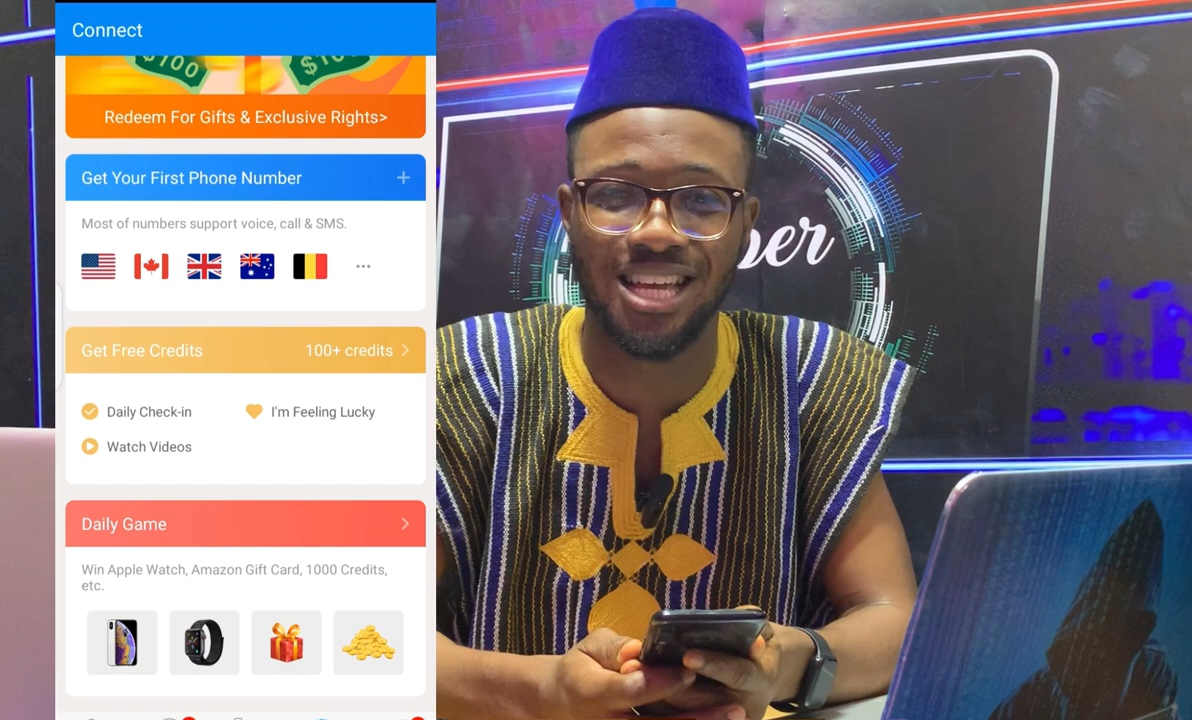 Connect
$100
Redeem For Gifts & Exclusive Rights>
Get Your First Phone Number
Most of numbers support voice, call & SMS.
Get Free Credits 100+ credits
Daily Check-in I'm Feeling Lucky
Watch Videos
Daily Game
Win Apple Watch, Amazon Gift Card, 1000 Credits,
etc.